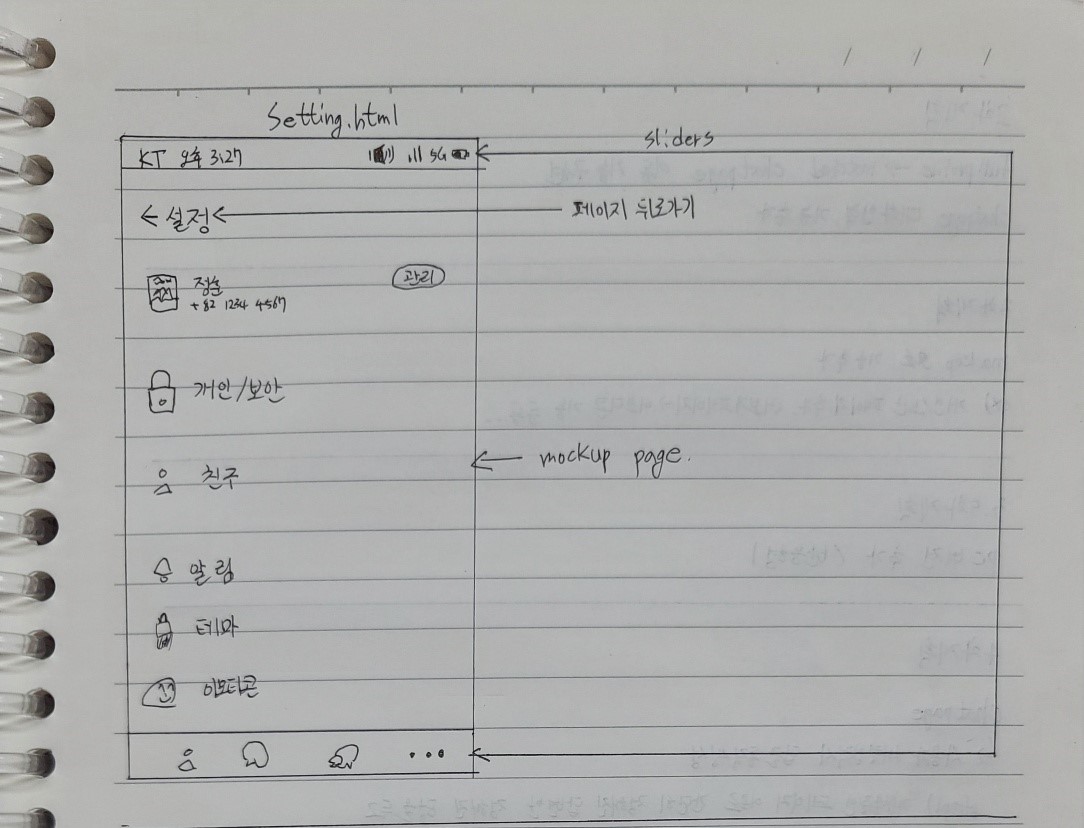 Setting.html
sliders
KT 오후 3:27 5G
← 설정
페이지 뒤로가기
정훈 관리
+82 1234 4567
개인/보안
mockup page.
친구
알림
테마
이모티콘